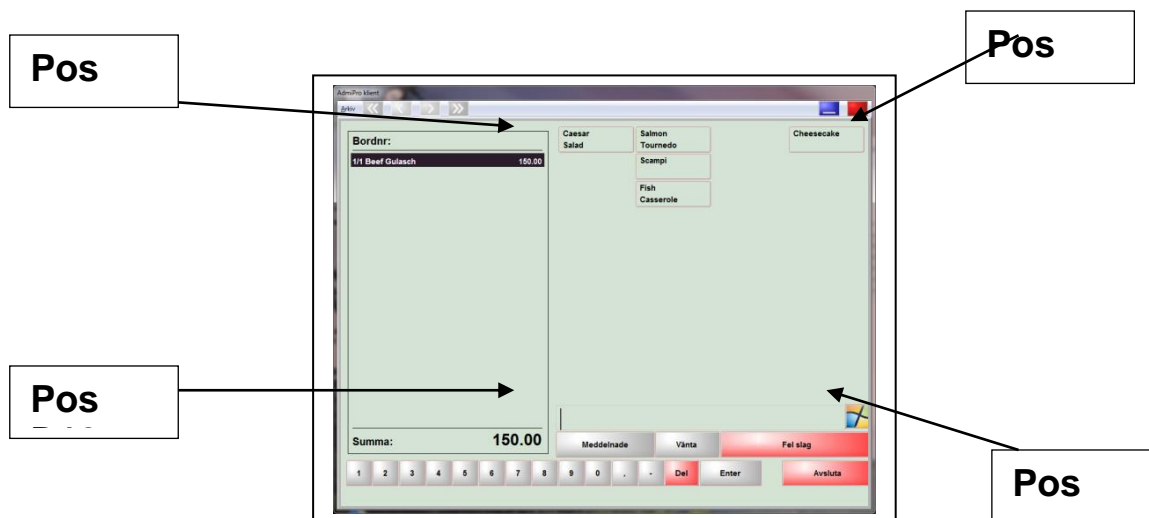 Pos
Pos
AdmiPro klient
Arkiv
Bordnr:
1/1 Beef Gulasch 150.00
Caesar
Salad
Salmon
Tournedo
Cheesecake
Scampi
Fish
Casserole
Pos
Summa: 150.00
Meddelnade Vänta Fel slag
1 2 3 4 5 6 7 8 9 0 . - Del Enter Avsluta
Pos